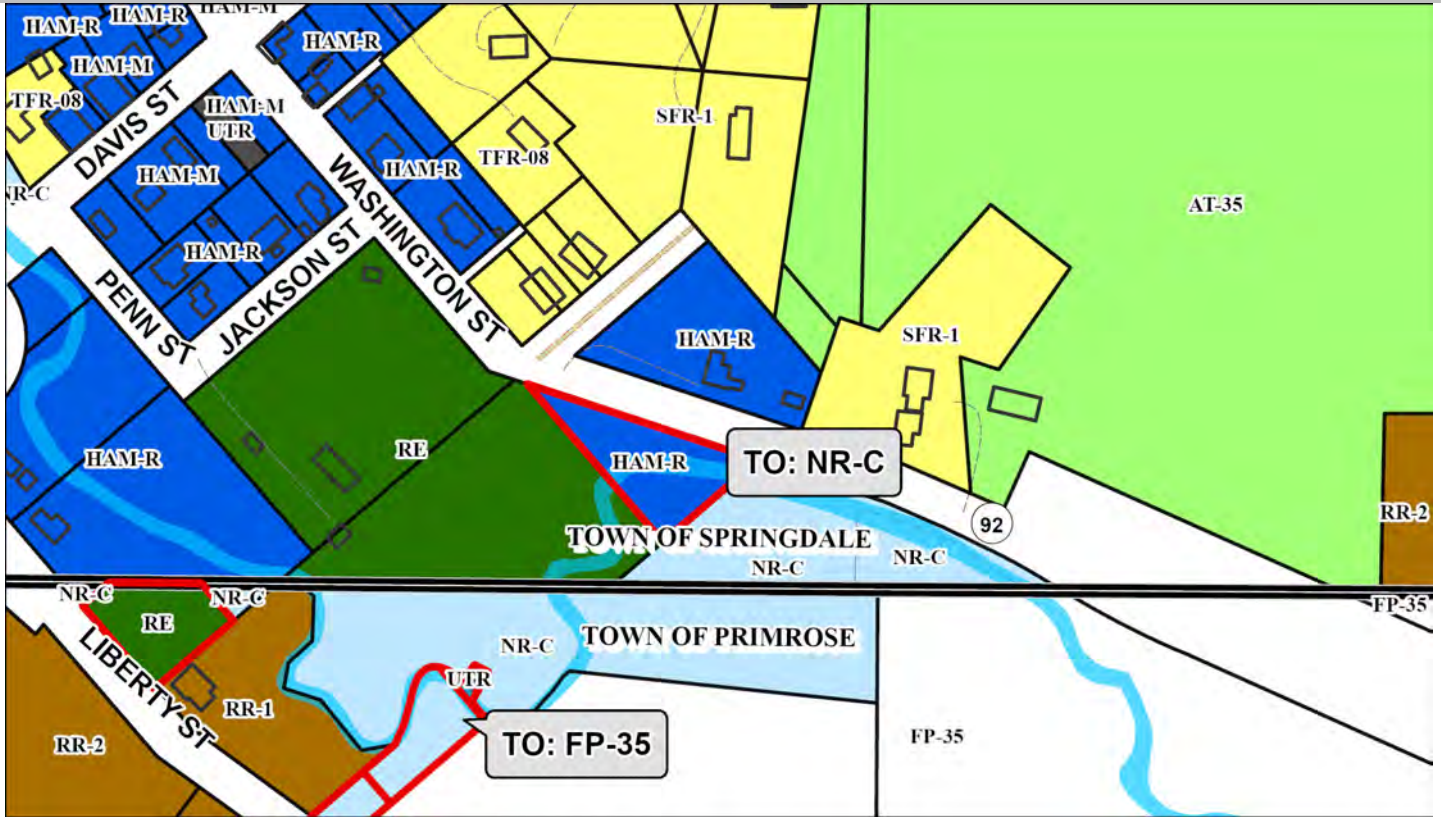 HAM-M
HAM-R
HAM-R
HAM-R
HAM-M
TFR-08
HAM-M
UTR
DAVIS ST
SFR-1
TFR-08
HAM-R
HAM-M
WASHINGTON ST
NR-C
AT-35
HAM-R
JACKSON ST
PENN ST
HAM-R
SFR-1
RE
HAM-R
HAM-R
TO: NR-C
RR-2
92
TOWN OF SPRINGDALE
NR-C
NR-C
NR-C
NR-C
FP-35
RE
TOWN OF PRIMROSE
NR-C
LIBERTY ST
UTR
RR-1
RR-2
TO: FP-35
FP-35